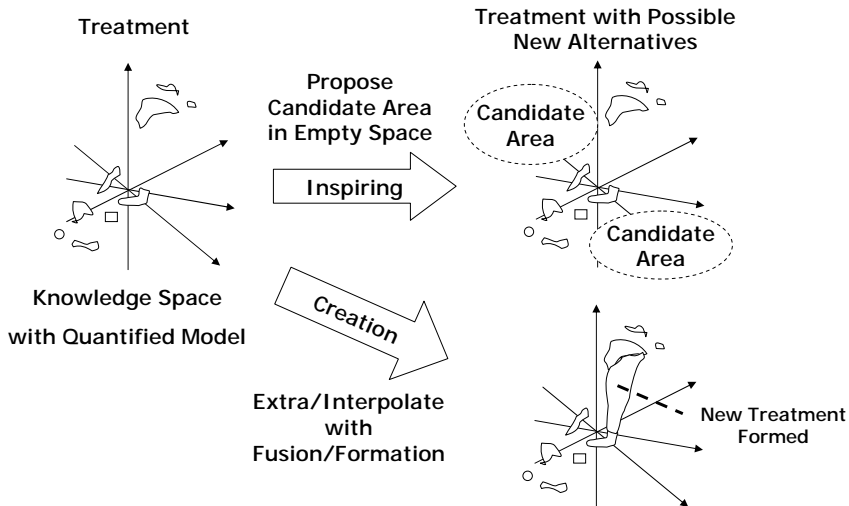 Treatment
Treatment with Possible
New Alternatives
Propose
Candidate Area
in Empty Space
Inspiring
Candidate
Area
Candidate
Area
Knowledge Space
with Quantified Model
Creation
Extra/Interpolate
with
Fusion/Formation
New Treatment
Formed